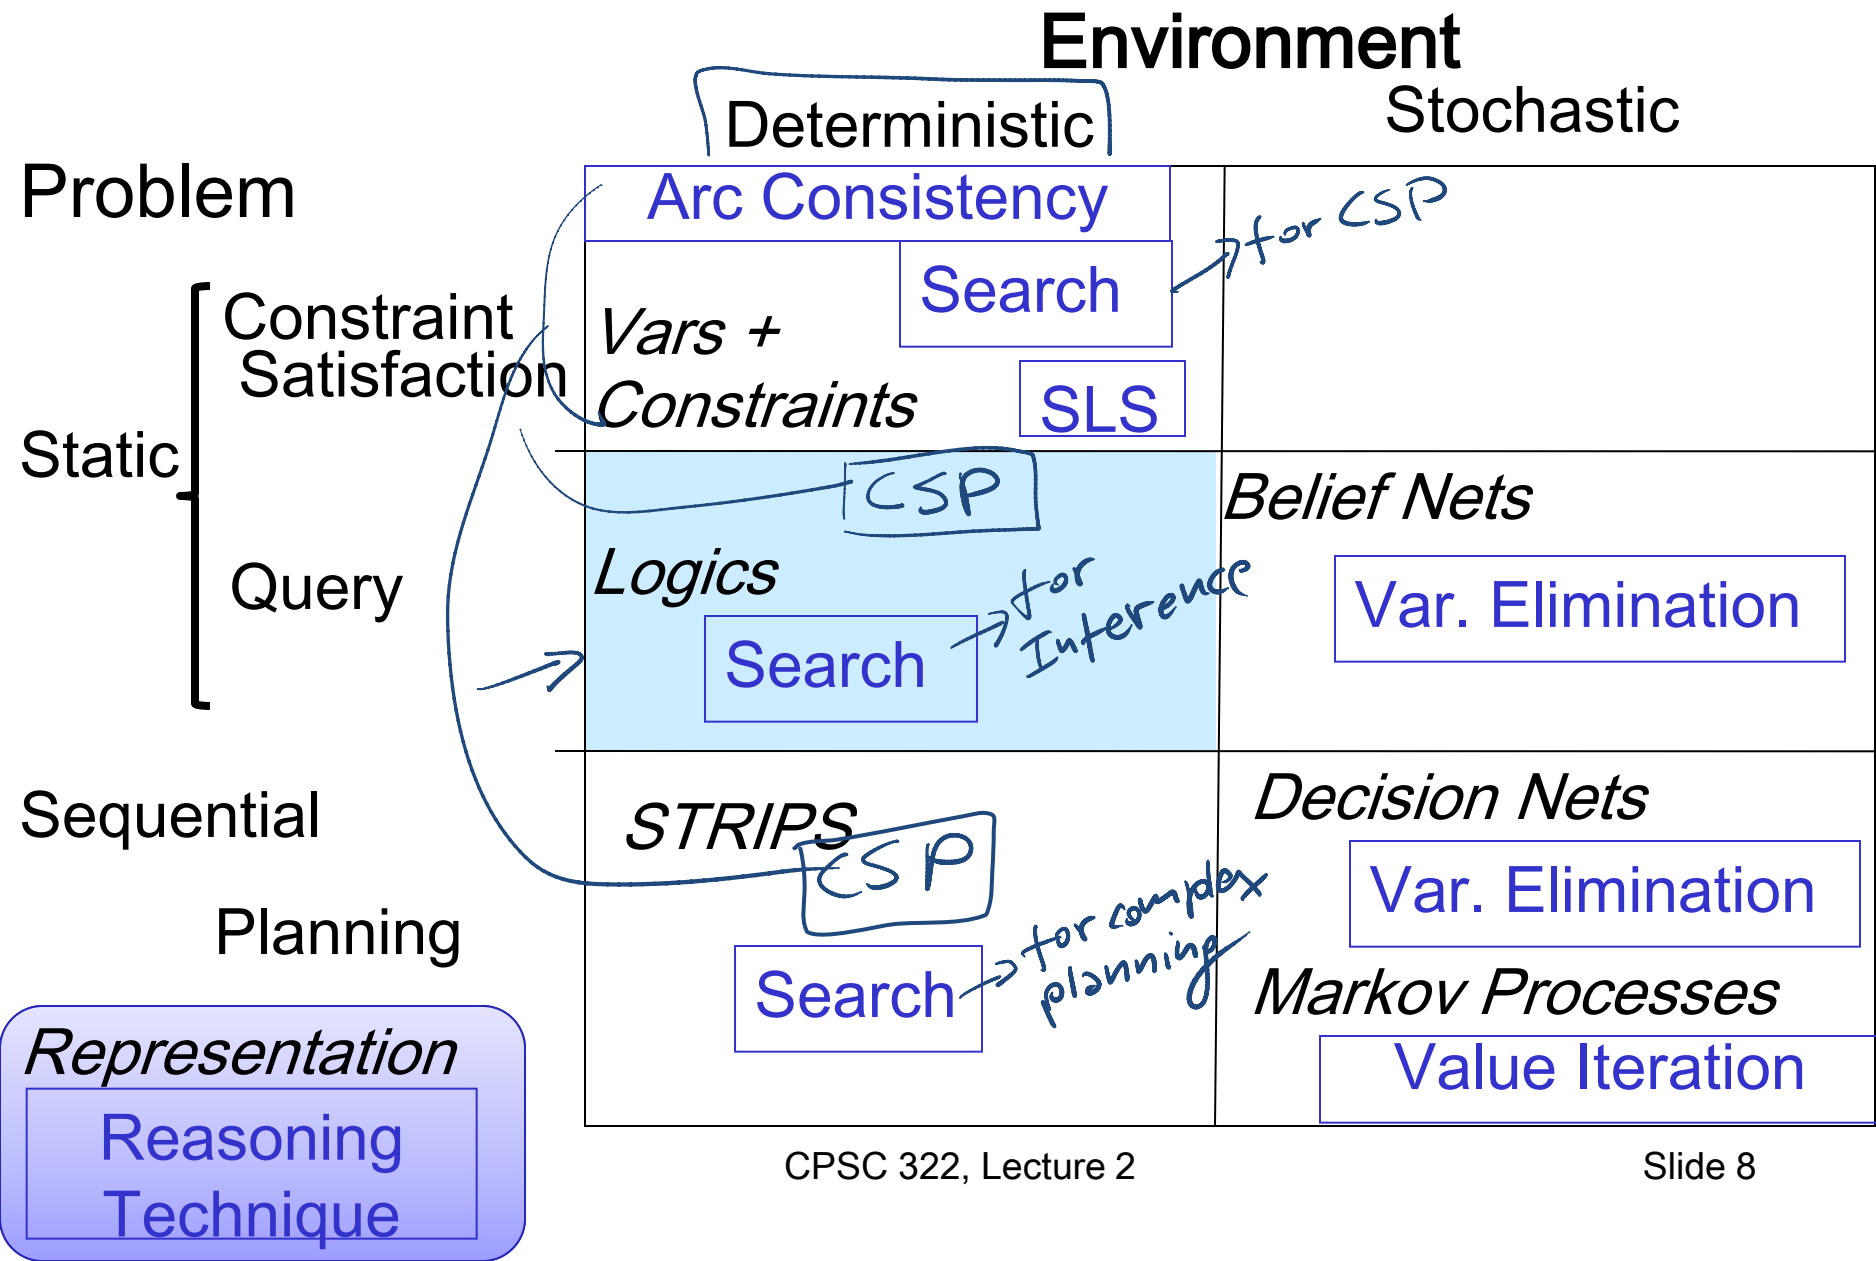 Environment
Deterministic
Stochastic
Problem
Arc Consistency
for CSP
Search
Constraint
Satisfaction
Vars +
Constraints
SLS
Static
CSP
Belief Nets
Query
Logics
for
Inference
Search
Var. Elimination
Sequential
STRIPS
CSP
Decision Nets
Var. Elimination
Planning
for complex
planning
Search
Markov Processes
Value Iteration
Representation
Reasoning
Technique
CPSC 322, Lecture 2
Slide 8